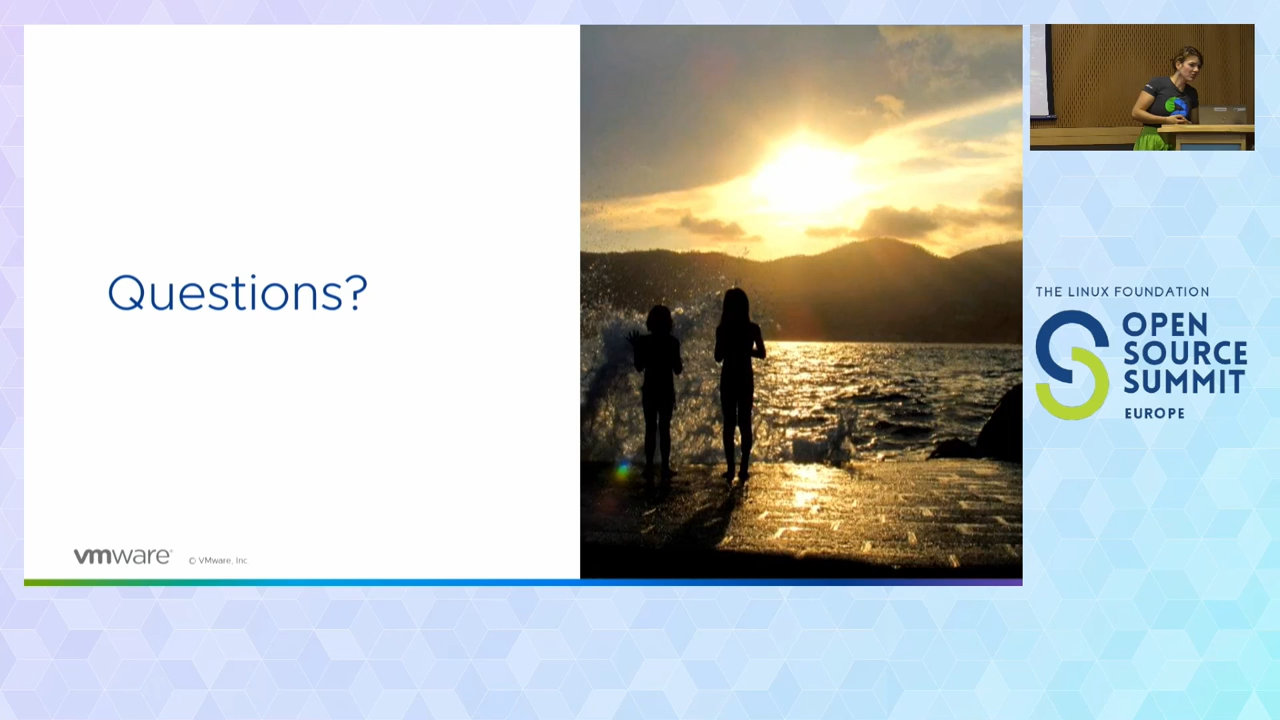 Questions?
vmware®
© VMware, Inc
THE LINUX FOUNDATION
OPEN
SOURCE
SUMMIT
EUROPE